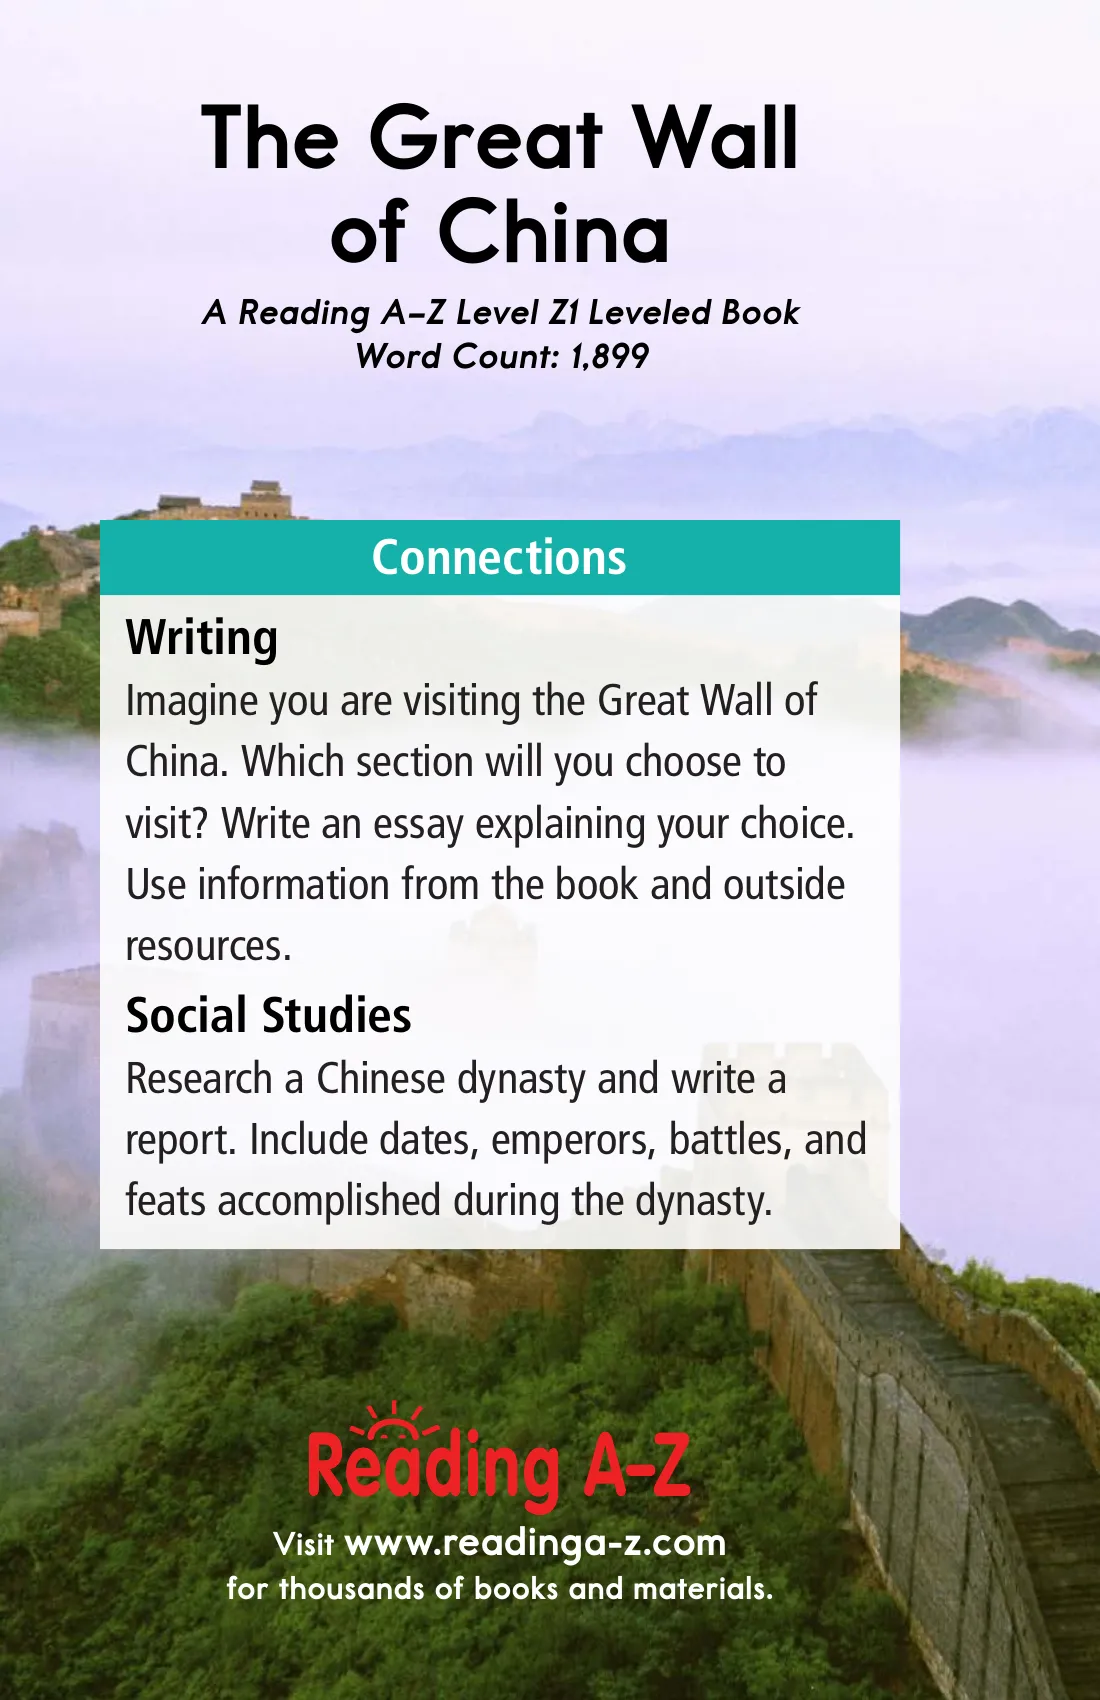 The Great Wall
of China
A Reading A–Z Level Z1 Leveled Book
Word Count: 1,899
Connections
Writing
Imagine you are visiting the Great Wall of
China. Which section will you choose to
visit? Write an essay explaining your choice.
Use information from the book and outside
resources.
Social Studies
Research a Chinese dynasty and write a
report. Include dates, emperors, battles, and
feats accomplished during the dynasty.
Reading A–Z
Visit www.readinga-z.com
for thousands of books and materials.